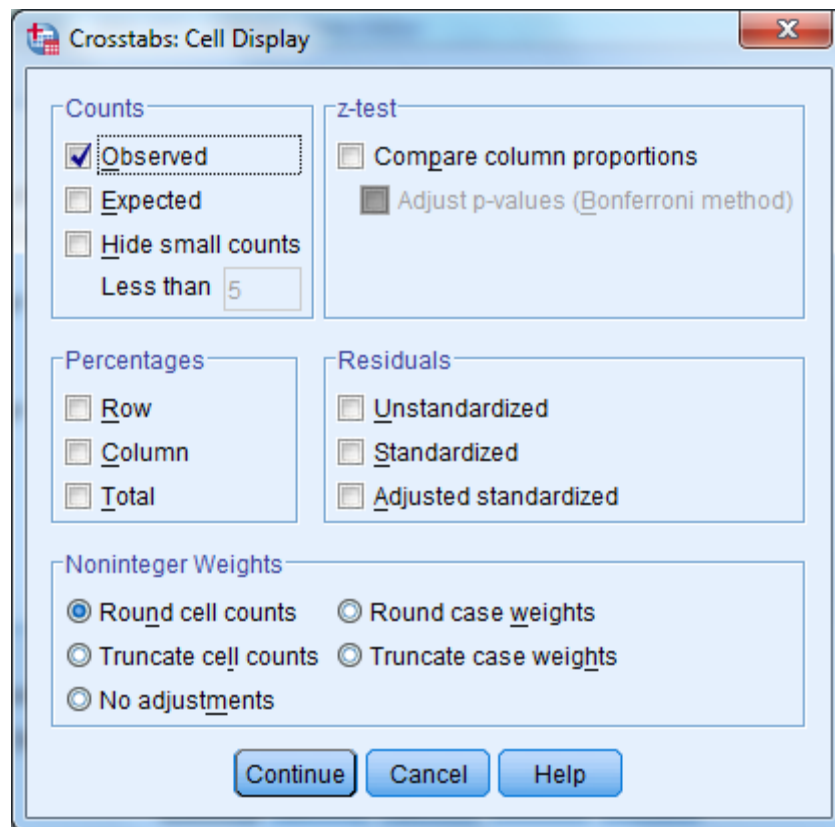 Crosstabs: Cell Display
Counts
Observed
Expected
Hide small counts
Less than 5
z-test
Compare column proportions
Adjust p-values (Bonferroni method)
Percentages
Row
Column
Total
Residuals
Unstandardized
Standardized
Adjusted standardized
Noninteger Weights
Round cell counts
Round case weights
Truncate cell counts
Truncate case weights
No adjustments
Continue
Cancel
Help